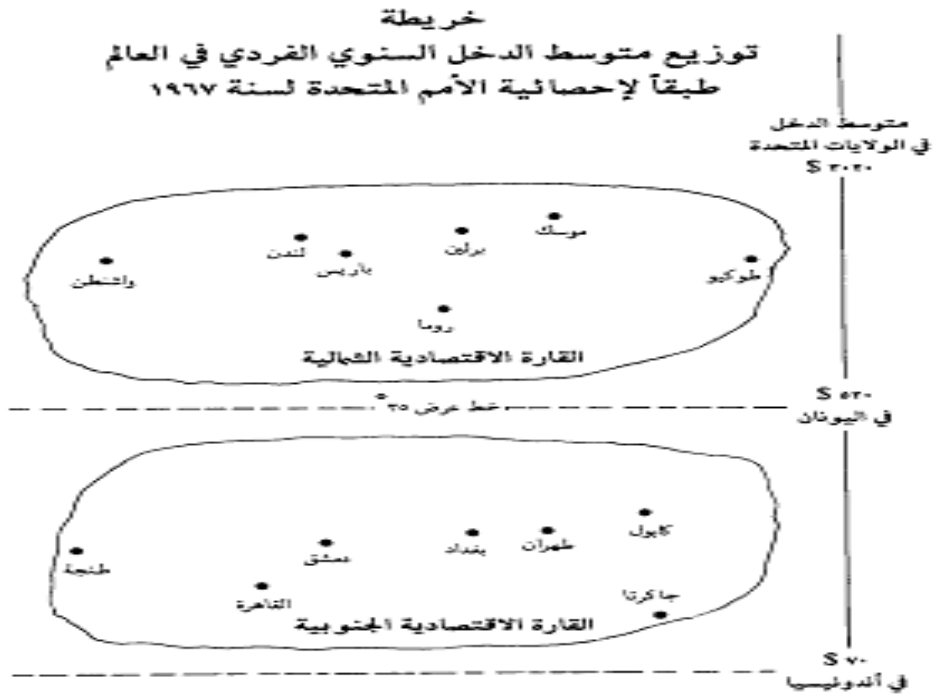 خريطة
توزيع متوسط الدخل السنوي الفردي في العالم
طبقاً لإحصائية الأمم المتحدة لسنة ١٩٦٧
متوسط الدخل
في الولايات المتحدة
$ ٣٠٢٠
موسك
برلين
لندن
باريس
طوكيو
واشنطن
روما
القارة الاقتصادية الشمالية
$ ٥٢٠
في اليونان
خط عرض ٣٥°
كابول
طهران
بغداد
دمشق
طنجة
جاكرتا
القاهرة
القارة الاقتصادية الجنوبية
$ ٧٠
في أندونيسيا